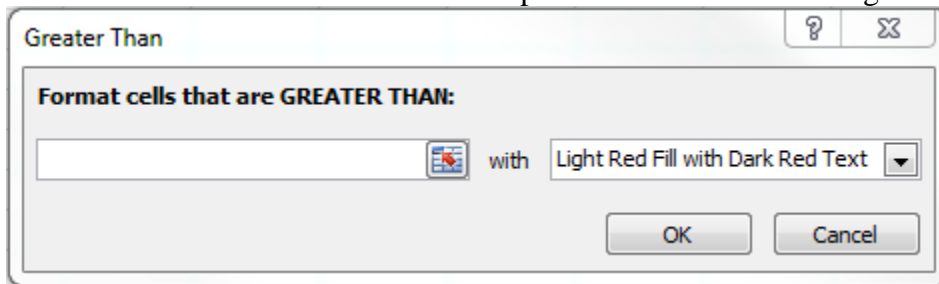 Greater Than
Format cells that are GREATER THAN:
with Light Red Fill with Dark Red Text
OK Cancel